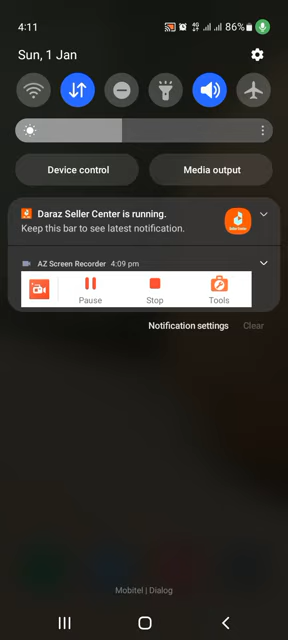 4:11
4G
86%
Sun, 1 Jan
Device control
Media output
Daraz Seller Center is running.
Keep this bar to see latest notification.
AZ Screen Recorder 4:09 pm
Pause
Stop
Tools
Notification settings
Clear
Mobitel | Dialog